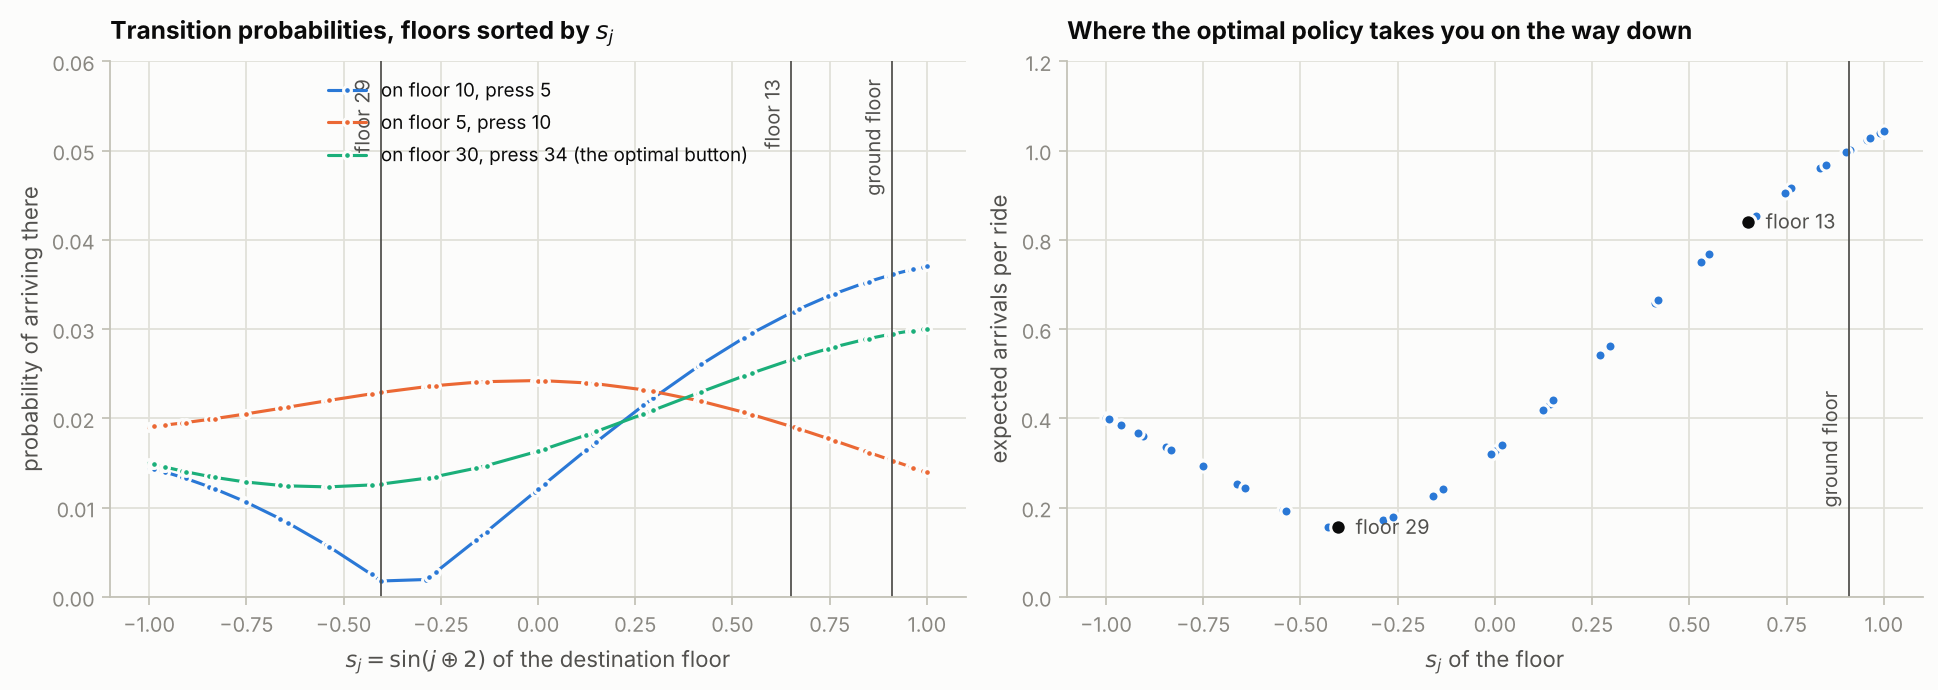 Transition probabilities, floors sorted by sⱼ
0.06
0.05
0.04
0.03
0.02
0.01
0.00
probability of arriving there
floor 29
on floor 10, press 5
on floor 5, press 10
on floor 30, press 34 (the optimal button)
floor 13
ground floor
−1.00 −0.75 −0.50 −0.25 0.00 0.25 0.50 0.75 1.00
sⱼ = sin(j ⊕ 2) of the destination floor
Where the optimal policy takes you on the way down
1.2
1.0
0.8
0.6
0.4
0.2
0.0
expected arrivals per ride
floor 13
floor 29
ground floor
−1.00 −0.75 −0.50 −0.25 0.00 0.25 0.50 0.75 1.00
sⱼ of the floor